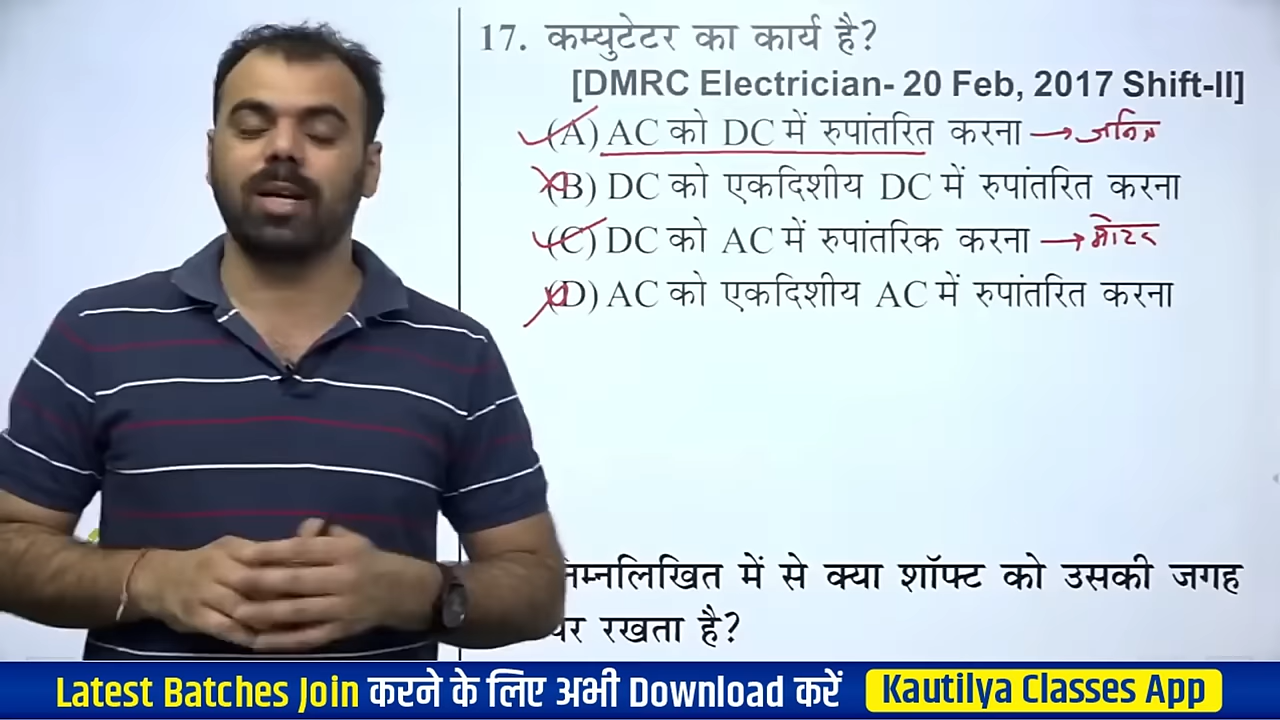 17. कम्युटेटर का कार्य है?
[DMRC Electrician- 20 Feb, 2017 Shift-II]
(A) AC को DC में रुपांतरित करना → जनित्र
(B) DC को एकदिशीय DC में रुपांतरित करना
(C) DC को AC में रुपांतरिक करना → मोटर
(D) AC को एकदिशीय AC में रुपांतरित करना
निम्नलिखित में से क्या शॉफ्ट को उसकी जगह
पर रखता है?
Latest Batches Join करने के लिए अभी Download करें Kautilya Classes App